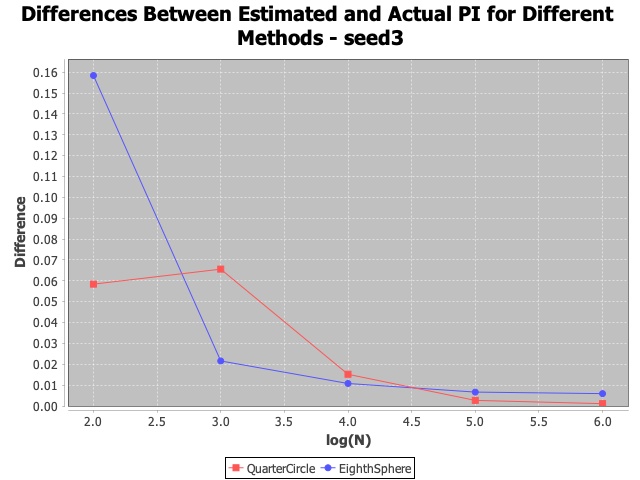 Differences Between Estimated and Actual PI for Different
Methods - seed3
0.16
0.15
0.14
0.13
0.12
0.11
0.10
0.09
0.08
0.07
0.06
0.05
0.04
0.03
0.02
0.01
0.00
Difference
2.0 2.5 3.0 3.5 4.0 4.5 5.0 5.5 6.0
log(N)
QuarterCircle EighthSphere